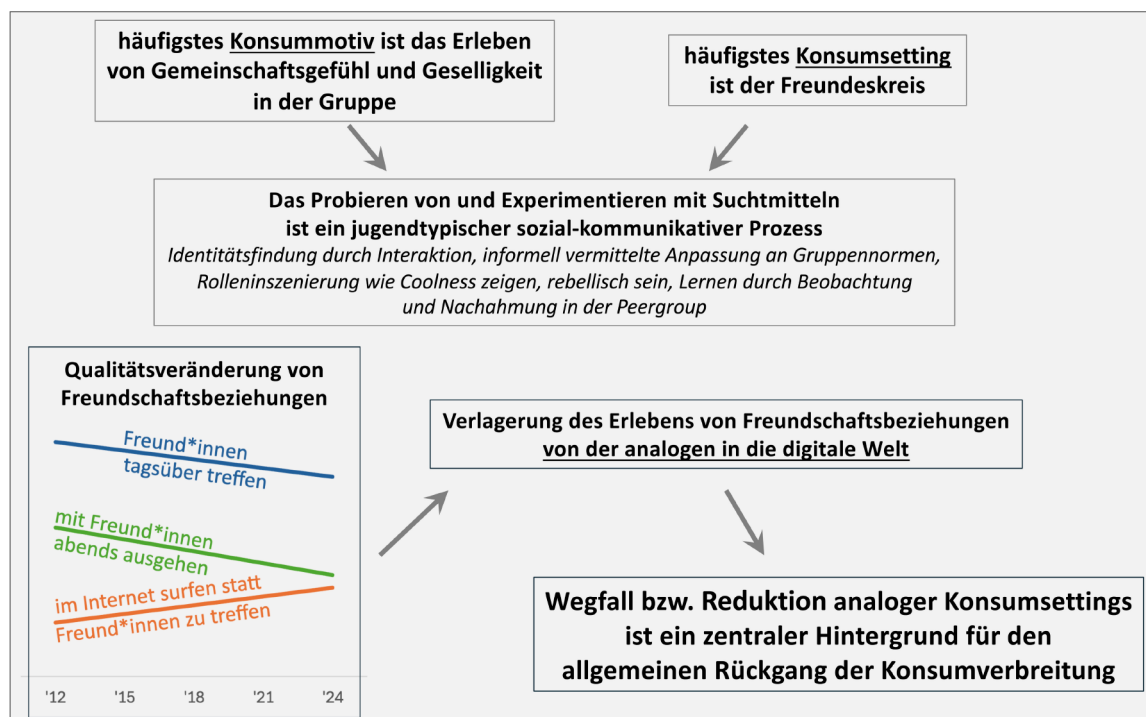 häufigstes Konsummotiv ist das Erleben
von Gemeinschaftsgefühl und Geselligkeit
in der Gruppe
häufigstes Konsumsetting
ist der Freundeskreis
Das Probieren von und Experimentieren mit Suchtmitteln
ist ein jugendtypischer sozial-kommunikativer Prozess
Identitätsfindung durch Interaktion, informell vermittelte Anpassung an Gruppennormen,
Rolleninszenierung wie Coolness zeigen, rebellisch sein, Lernen durch Beobachtung
und Nachahmung in der Peergroup
Qualitätsveränderung von
Freundschaftsbeziehungen
Freund*innen
tagsüber treffen
mit Freund*innen
abends ausgehen
im Internet surfen statt
Freund*innen zu treffen
'12 '15 '18 '21 '24
Verlagerung des Erlebens von Freundschaftsbeziehungen
von der analogen in die digitale Welt
Wegfall bzw. Reduktion analoger Konsumsettings
ist ein zentraler Hintergrund für den
allgemeinen Rückgang der Konsumverbreitung